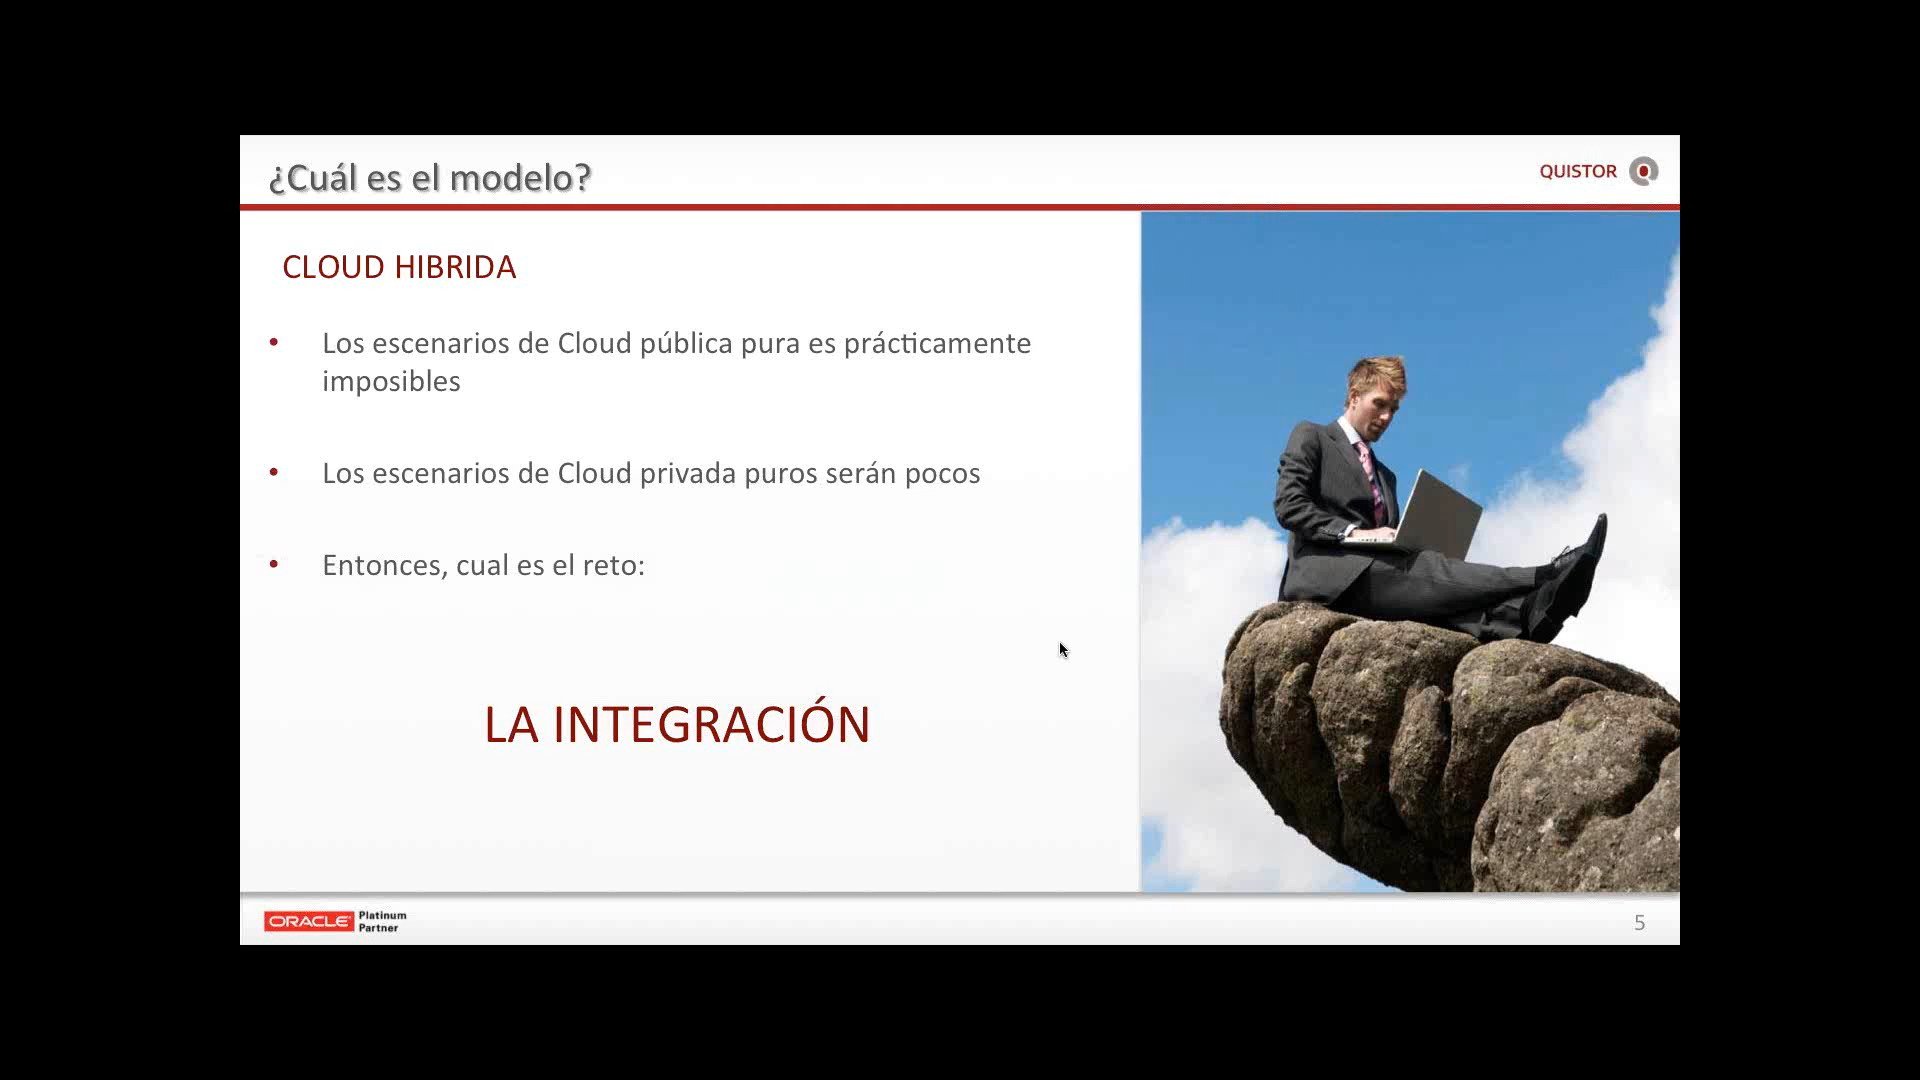 ¿Cuál es el modelo?
QUISTOR
CLOUD HIBRIDA
• Los escenarios de Cloud pública pura es prácticamente
imposibles
• Los escenarios de Cloud privada puros serán pocos
• Entonces, cual es el reto:
LA INTEGRACIÓN
ORACLE Platinum
Partner
5